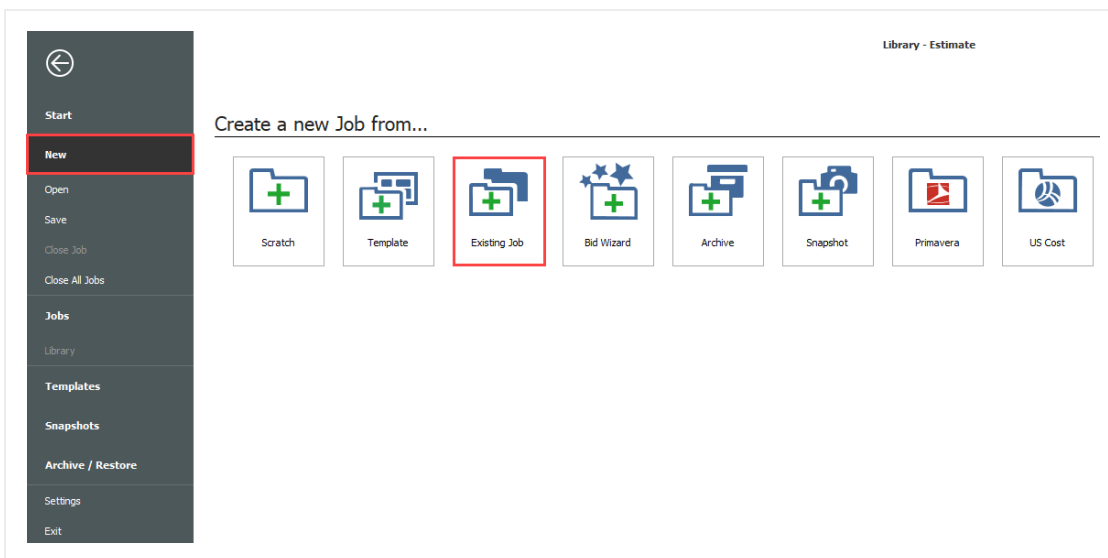 Library - Estimate
Start
New
Open
Save
Close Job
Close All Jobs
Jobs
Library
Templates
Snapshots
Archive / Restore
Settings
Exit
Create a new Job from...
Scratch
Template
Existing Job
Bid Wizard
Archive
Snapshot
Primavera
US Cost